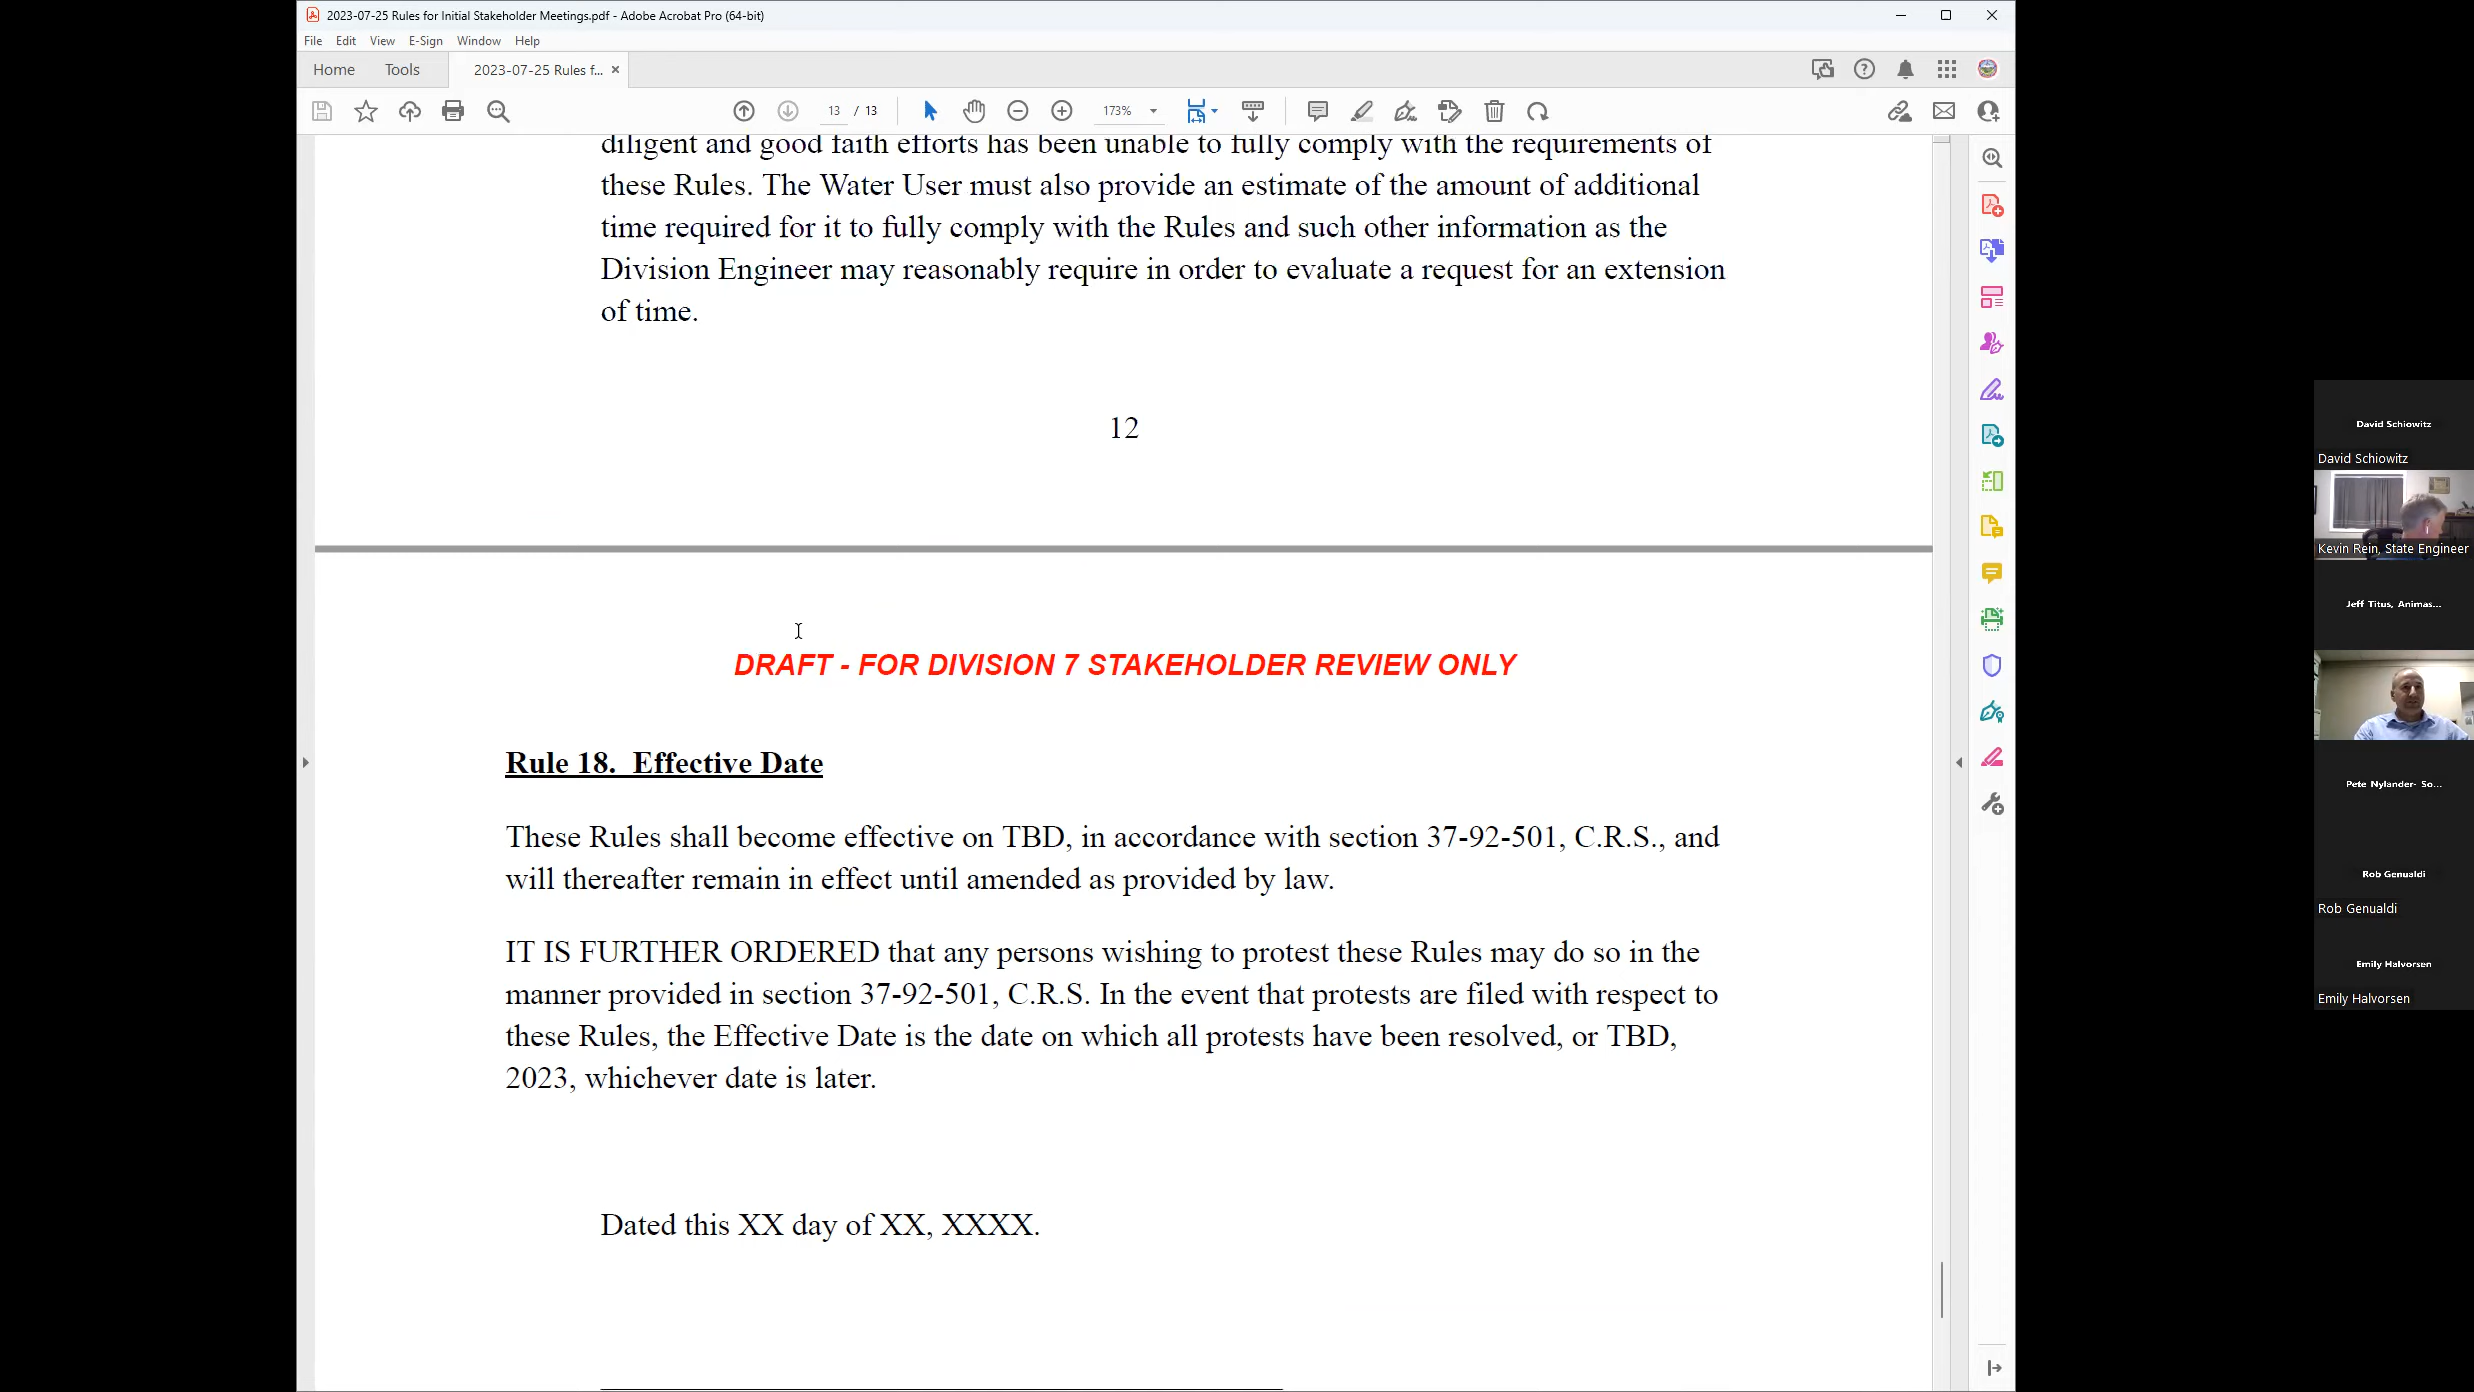 2023-07-25 Rules for Initial Stakeholder Meetings.pdf - Adobe Acrobat Pro (64-bit)
File Edit View E-Sign Window Help
Home Tools 2023-07-25 Rules f... ×
13 / 13 173%
diligent and good faith efforts has been unable to fully comply with the requirements of
these Rules. The Water User must also provide an estimate of the amount of additional
time required for it to fully comply with the Rules and such other information as the
Division Engineer may reasonably require in order to evaluate a request for an extension
of time.
12
DRAFT - FOR DIVISION 7 STAKEHOLDER REVIEW ONLY
Rule 18. Effective Date
These Rules shall become effective on TBD, in accordance with section 37-92-501, C.R.S., and
will thereafter remain in effect until amended as provided by law.
IT IS FURTHER ORDERED that any persons wishing to protest these Rules may do so in the
manner provided in section 37-92-501, C.R.S. In the event that protests are filed with respect to
these Rules, the Effective Date is the date on which all protests have been resolved, or TBD,
2023, whichever date is later.
Dated this XX day of XX, XXXX.
David Schiowitz
David Schiowitz
Kevin Rein, State Engineer
Jeff Titus, Animas...
Pete Nylander- So...
Rob Genualdi
Rob Genualdi
Emily Halvorsen
Emily Halvorsen